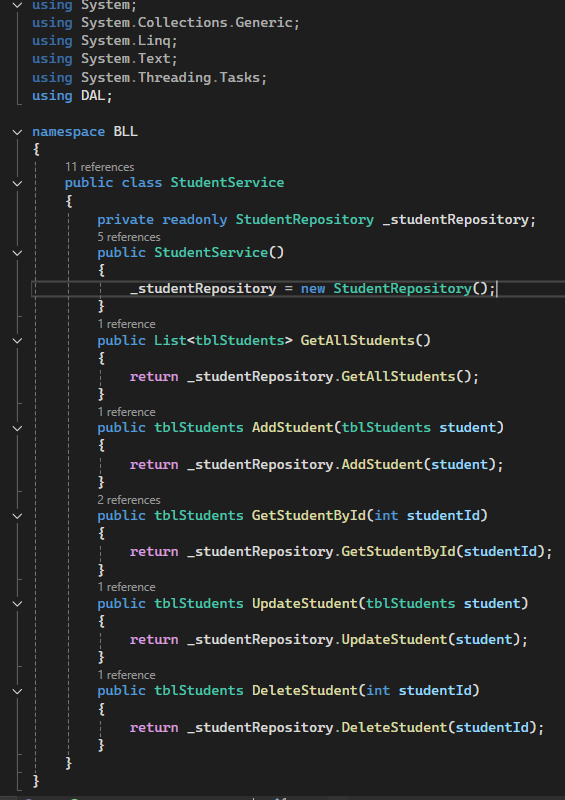 using System;
using System.Collections.Generic;
using System.Linq;
using System.Text;
using System.Threading.Tasks;
using DAL;
namespace BLL
{
11 references
public class StudentService
{
private readonly StudentRepository _studentRepository;
5 references
public StudentService()
{
_studentRepository = new StudentRepository();
}
1 reference
public List<tblStudents> GetAllStudents()
{
return _studentRepository.GetAllStudents();
}
1 reference
public tblStudents AddStudent(tblStudents student)
{
return _studentRepository.AddStudent(student);
}
2 references
public tblStudents GetStudentById(int studentId)
{
return _studentRepository.GetStudentById(studentId);
}
1 reference
public tblStudents UpdateStudent(tblStudents student)
{
return _studentRepository.UpdateStudent(student);
}
1 reference
public tblStudents DeleteStudent(int studentId)
{
return _studentRepository.DeleteStudent(studentId);
}
}
}